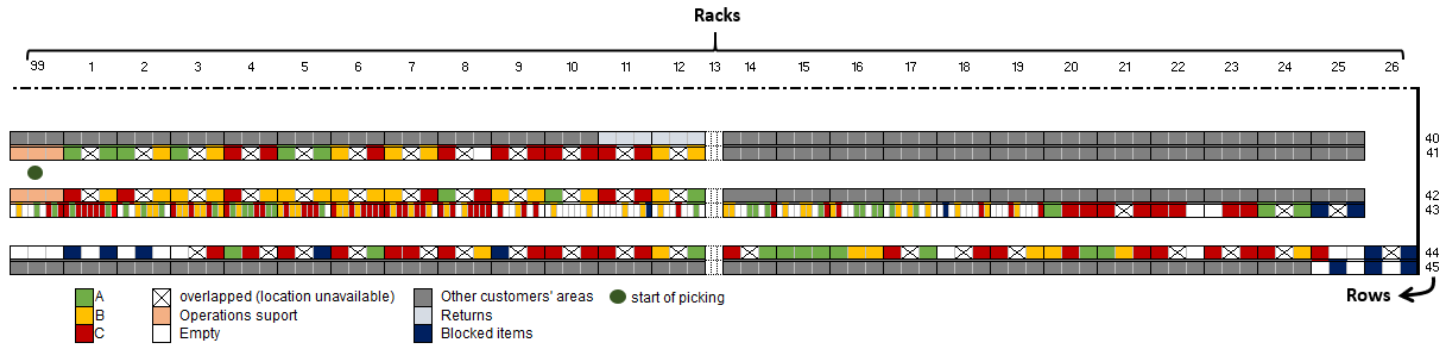 Racks
99 1 2 3 4 5 6 7 8 9 10 11 12 13 14 15 16 17 18 19 20 21 22 23 24 25 26
40
41
42
43
44
45
Rows
A overlapped (location unavailable) Other customers' areas start of picking
B Operations suport Returns
C Empty Blocked items